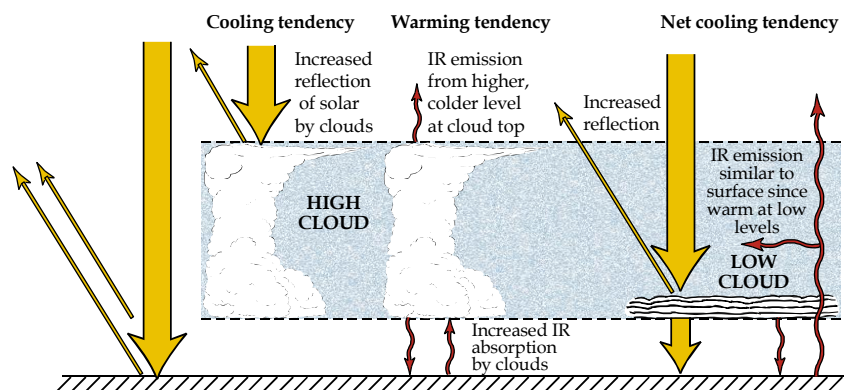 Cooling tendency
Increased
reflection
of solar
by clouds
Warming tendency
IR emission
from higher,
colder level
at cloud top
Net cooling tendency
Increased
reflection
IR emission
similar to
surface since
warm at low
levels
HIGH
CLOUD
LOW
CLOUD
Increased IR
absorption
by clouds